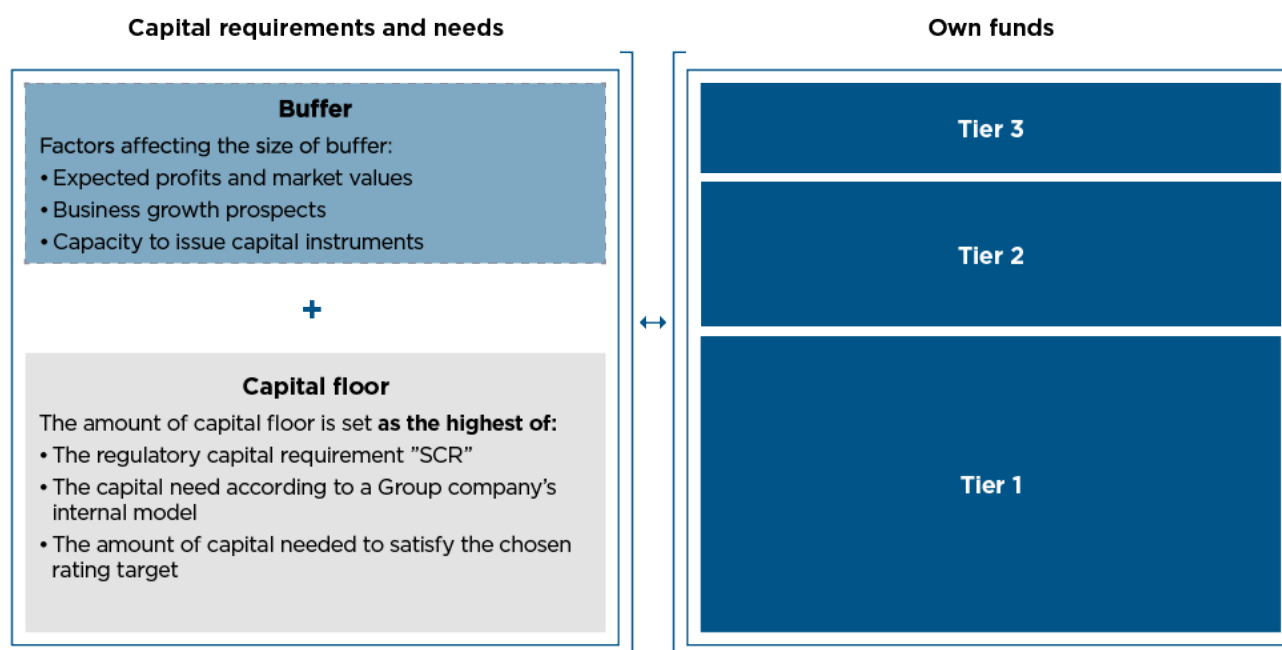 Capital requirements and needs
Buffer
Factors affecting the size of buffer:
• Expected profits and market values
• Business growth prospects
• Capacity to issue capital instruments
+
Capital floor
The amount of capital floor is set as the highest of:
• The regulatory capital requirement ”SCR”
• The capital need according to a Group company’s
internal model
• The amount of capital needed to satisfy the chosen
rating target
Own funds
Tier 3
Tier 2
Tier 1